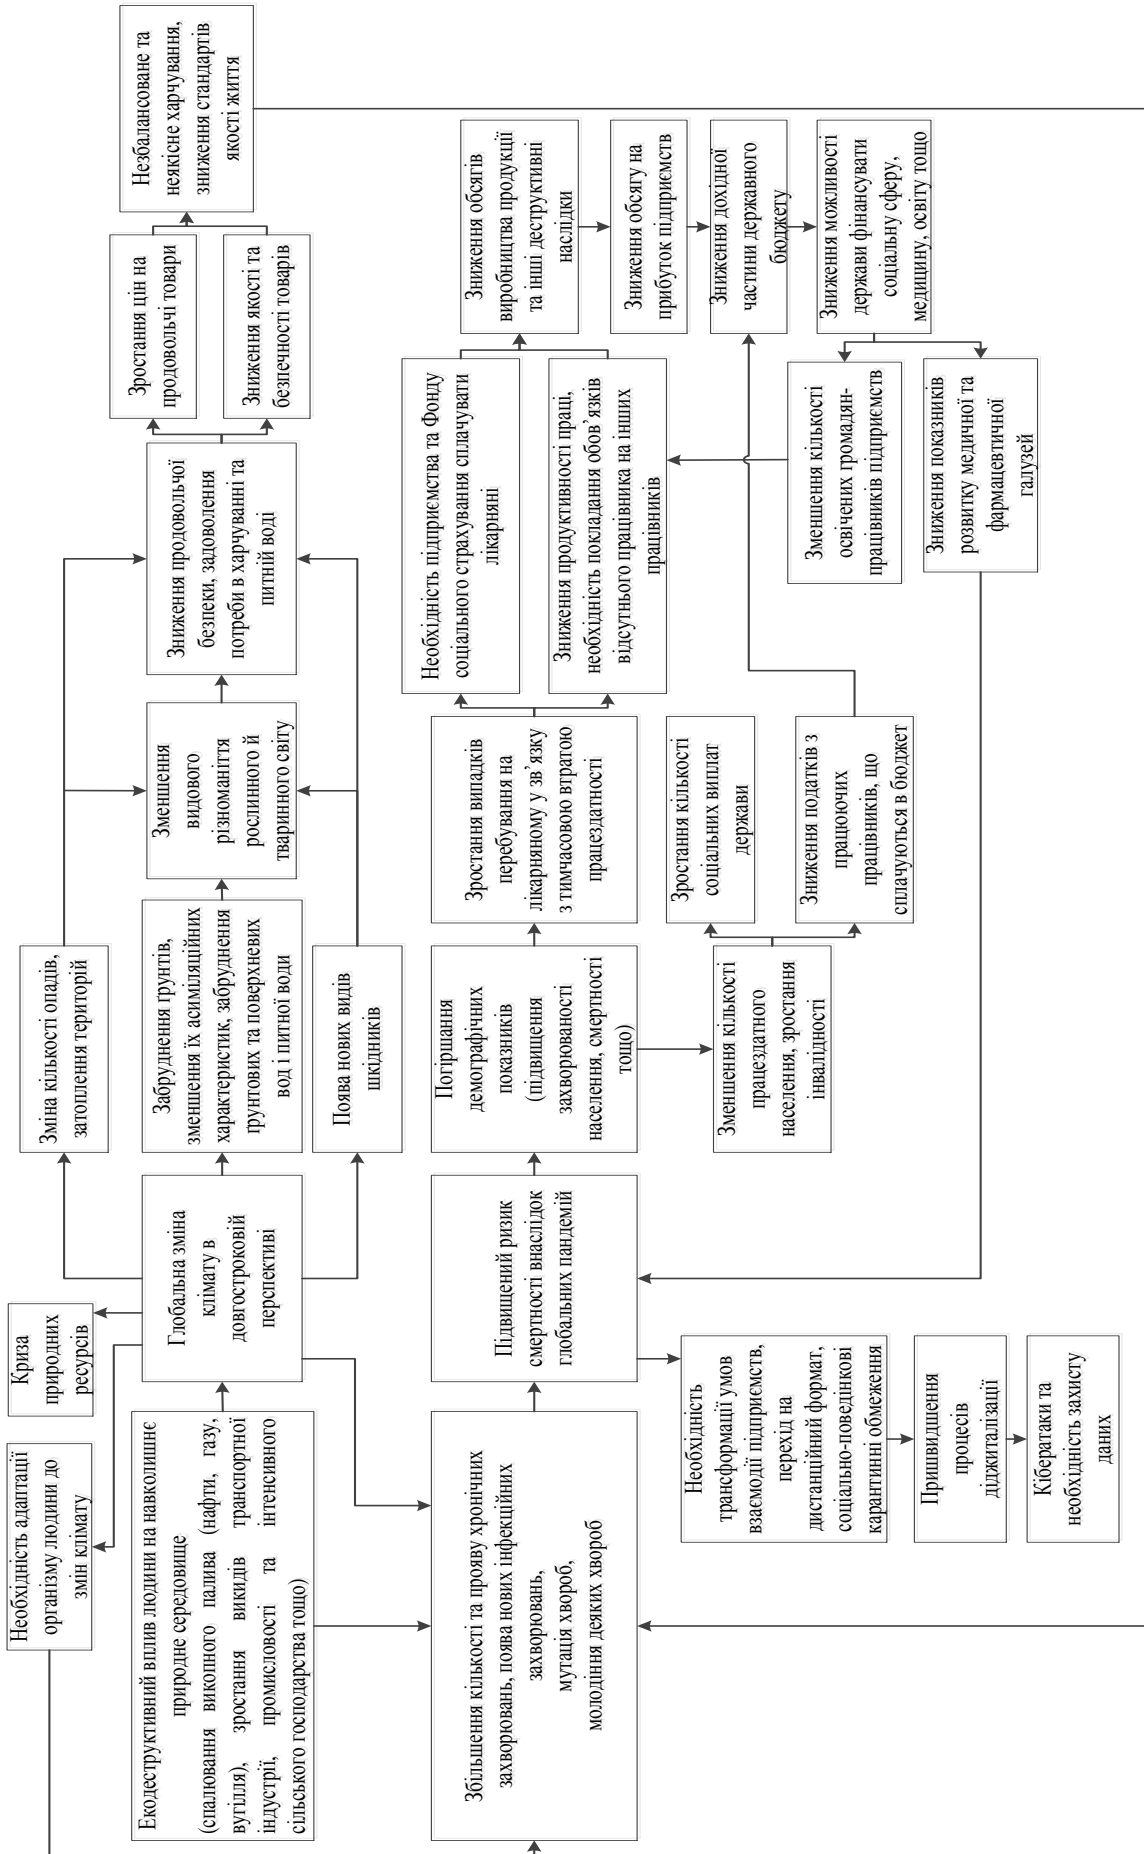 Необхідність адаптації
організму людини до
змін клімату
Криза
природних
ресурсів
Зміна кількості опадів,
затоплення територій
Екодеструктивний вплив людини на навколишнє
природне середовище
(спалювання викопного палива (нафти, газу,
вугілля), зростання викидів транспортної
індустрії, промисловості та інтенсивного
сільського господарства тощо)
Глобальна зміна
клімату в
довгостроковій
перспективі
Забруднення ґрунтів,
зменшення їх асиміляційних
характеристик, забруднення
ґрунтових та поверхневих
вод і питної води
Зменшення
видового
різноманіття
рослинного й
тваринного світу
Зниження продовольчої
безпеки, задоволення
потреби в харчуванні та
питній воді
Зростання цін на
продовольчі товари
Зниження якості та
безпечності товарів
Незбалансоване та
неякісне харчування,
зниження стандартів
якості життя
Поява нових видів
шкідників
Збільшення кількості та прояву хронічних
захворювань, поява нових інфекційних
захворювань,
мутація хвороб,
молодіння деяких хвороб
Підвищений ризик
смертності внаслідок
глобальних пандемій
Погіршання
демографічних
показників
(підвищення
захворюваності
населення, смертності
тощо)
Зростання випадків
перебування на
лікарняному у зв’язку
з тимчасовою втратою
працездатності
Необхідність підприємства та Фонду
соціального страхування сплачувати
лікарняні
Зниження продуктивності праці,
необхідність покладання обов’язків
відсутнього працівника на інших
працівників
Зниження обсягів
виробництва продукції
та інші деструктивні
наслідки
Зниження обсягу на
прибуток підприємств
Зниження дохідної
частини державного
бюджету
Зниження можливості
держави фінансувати
соціальну сферу,
медицину, освіту тощо
Зменшення кількості
освічених громадян-
працівників підприємств
Зниження показників
розвитку медичної та
фармацевтичної
галузей
Зменшення кількості
працездатного
населення, зростання
інвалідності
Зростання кількості
соціальних виплат
держави
Зниження податків з
працюючих
працівників, що
сплачуються в бюджет
Необхідність
трансформації умов
взаємодії підприємств,
перехід на
дистанційний формат,
соціально-поведінкові
карантинні обмеження
Пришвидшення
процесів
діджиталізації
Кібератаки та
необхідність захисту
даних